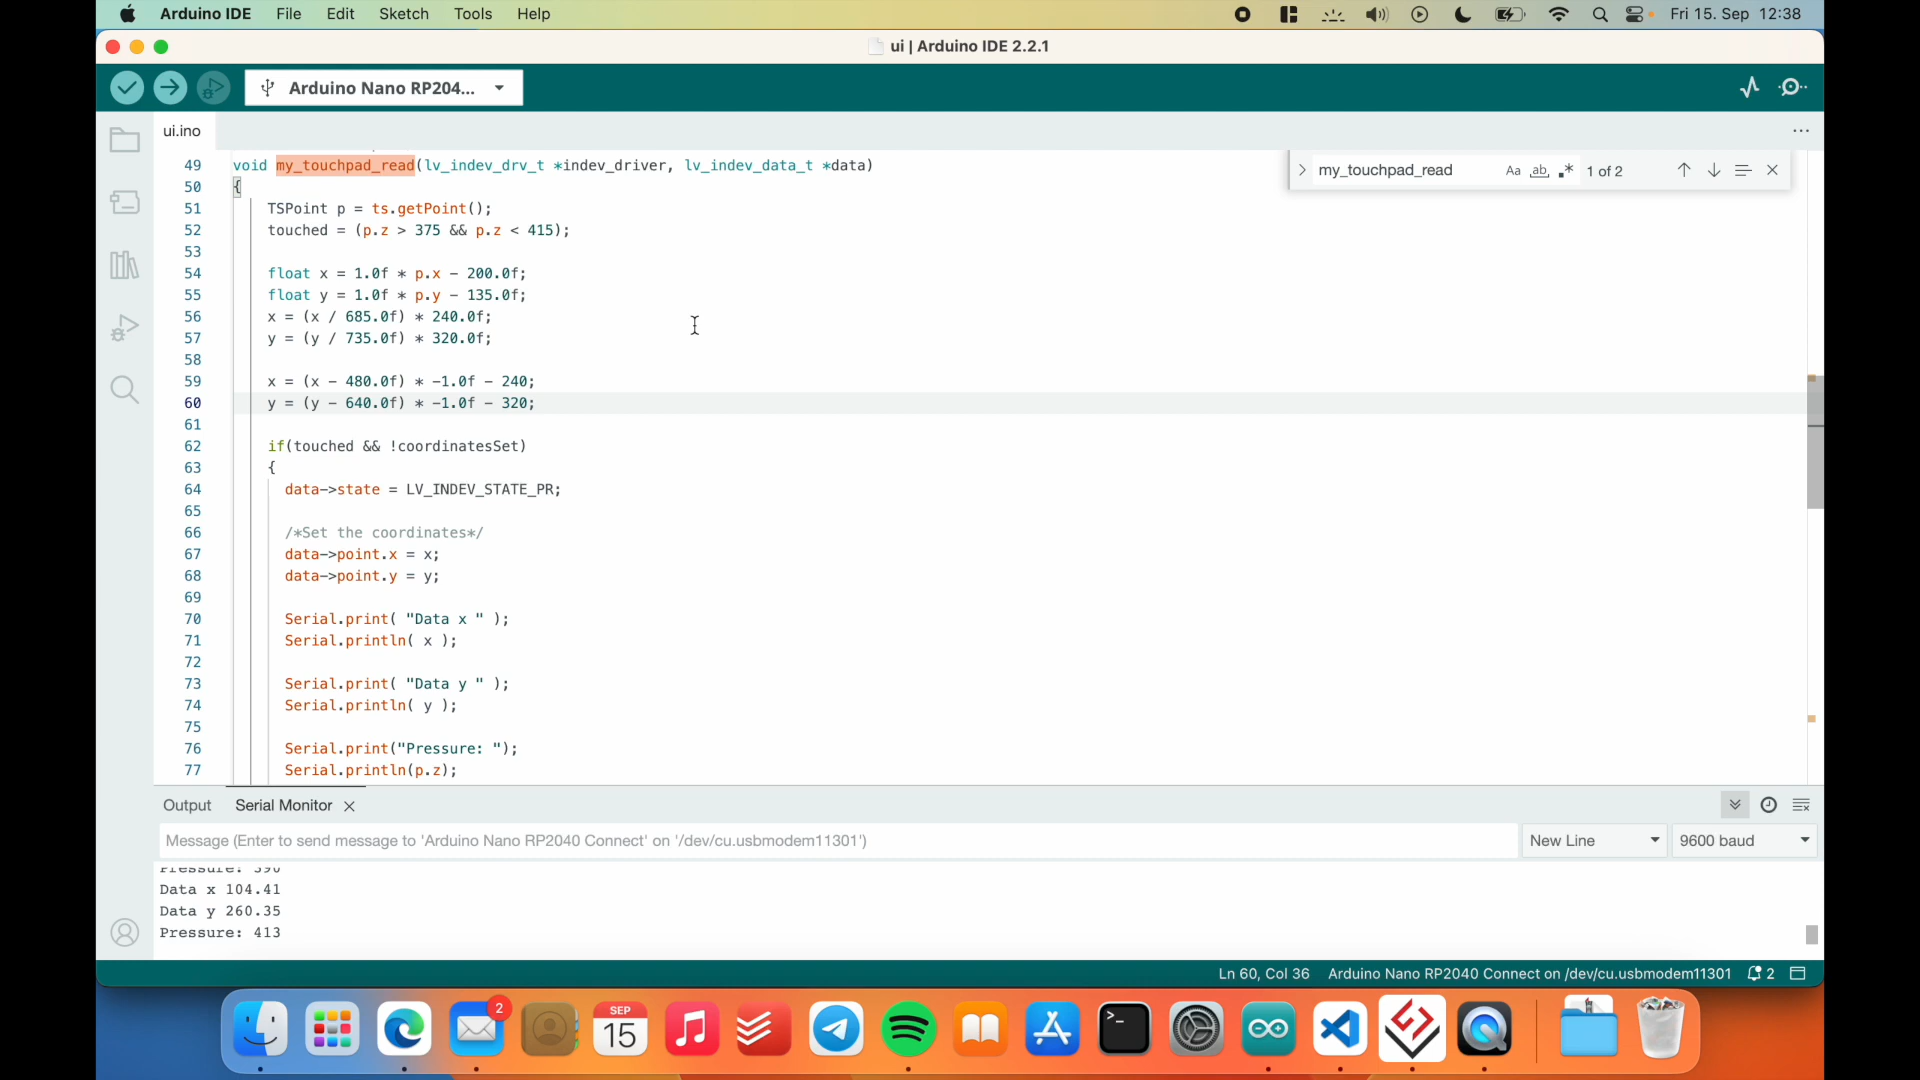 Arduino IDE File Edit Sketch Tools Help Fri 15. Sep 12:38
ui | Arduino IDE 2.2.1
Arduino Nano RP204...
ui.ino
my_touchpad_read Aa ab 1 of 2
49 void my_touchpad_read(lv_indev_drv_t *indev_driver, lv_indev_data_t *data)
50 {
51 TSPoint p = ts.getPoint();
52 touched = (p.z > 375 && p.z < 415);
53
54 float x = 1.0f * p.x - 200.0f;
55 float y = 1.0f * p.y - 135.0f;
56 x = (x / 685.0f) * 240.0f;
57 y = (y / 735.0f) * 320.0f;
58
59 x = (x - 480.0f) * -1.0f - 240;
60 y = (y - 640.0f) * -1.0f - 320;
61
62 if(touched && !coordinatesSet)
63 {
64 data->state = LV_INDEV_STATE_PR;
65
66 /*Set the coordinates*/
67 data->point.x = x;
68 data->point.y = y;
69
70 Serial.print( "Data x " );
71 Serial.println( x );
72
73 Serial.print( "Data y " );
74 Serial.println( y );
75
76 Serial.print("Pressure: ");
77 Serial.println(p.z);
Output Serial Monitor
Message (Enter to send message to 'Arduino Nano RP2040 Connect' on '/dev/cu.usbmodem11301')
New Line 9600 baud
Pressure: 390
Data x 104.41
Data y 260.35
Pressure: 413
Ln 60, Col 36 Arduino Nano RP2040 Connect on /dev/cu.usbmodem11301 2
2
SEP
15